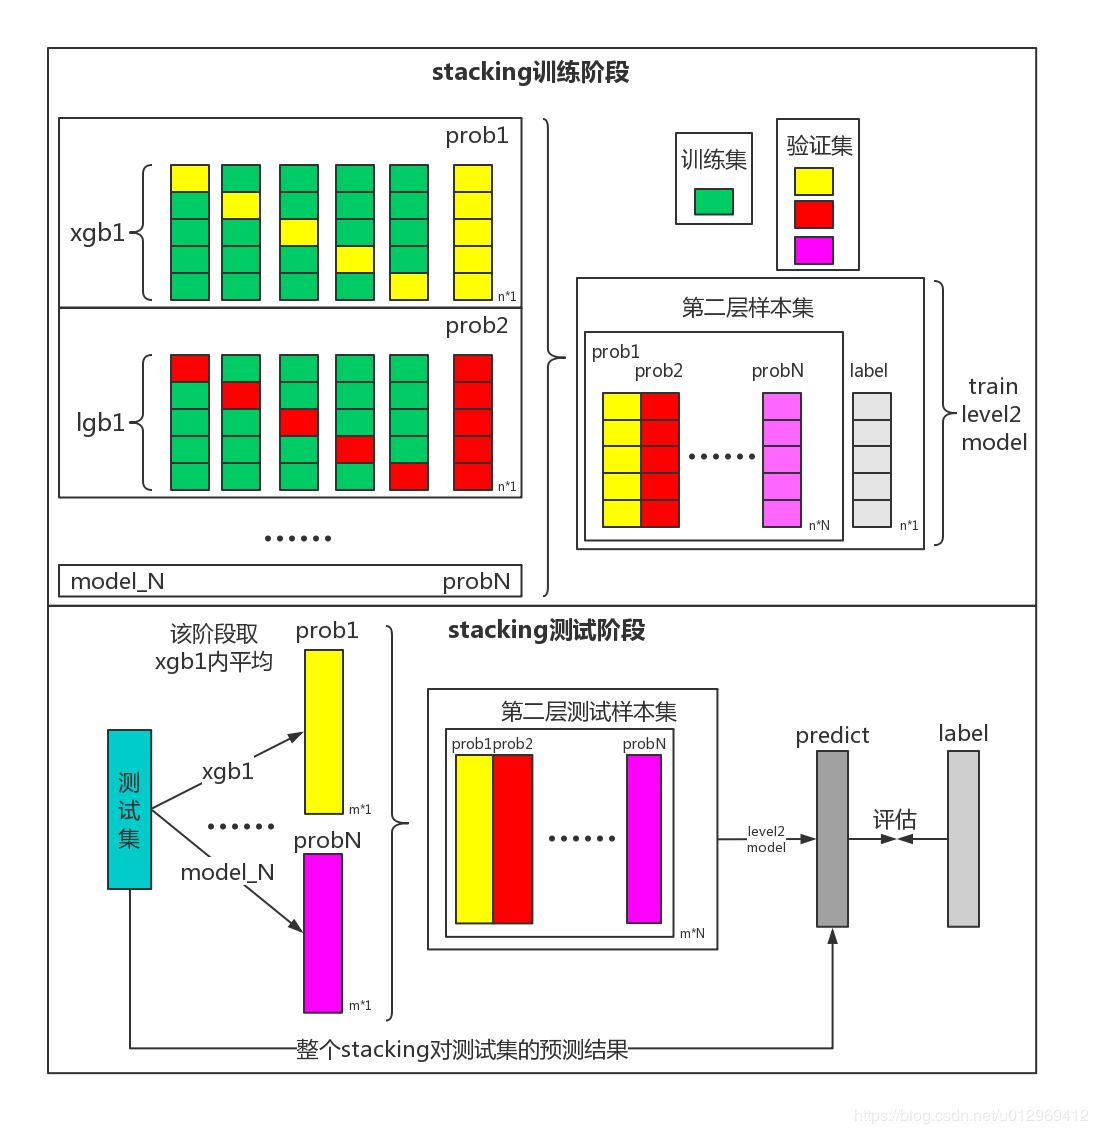 stacking训练阶段
prob1
xgb1
n*1
prob2
lgb1
n*1
model_N
probN
训练集
验证集
第二层样本集
prob1
prob2
probN
label
n*N
n*1
train
level2
model
stacking测试阶段
该阶段取
xgb1内平均
prob1
测
试
集
xgb1
m*1
probN
model_N
m*1
第二层测试样本集
prob1
prob2
probN
m*N
level2
model
predict
label
评估
整个stacking对测试集的预测结果
https://blog.csdn.net/u012969412